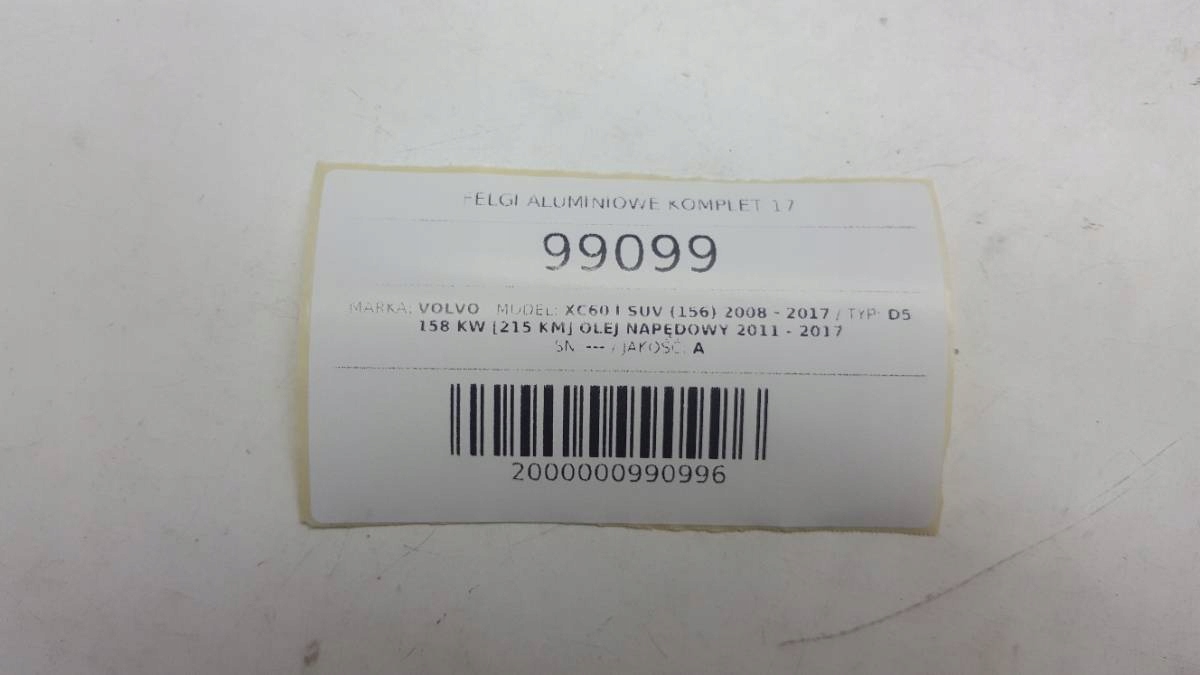 FELGI ALUMINIOWE KOMPLET 17
99099
MARKA: VOLVO MODEL: XC60 I SUV (156) 2008 - 2017 / TYP: D5
158 KW [215 KM] OLEJ NAPĘDOWY 2011 - 2017
SN: --- / JAKOŚĆ: A
2000000990996